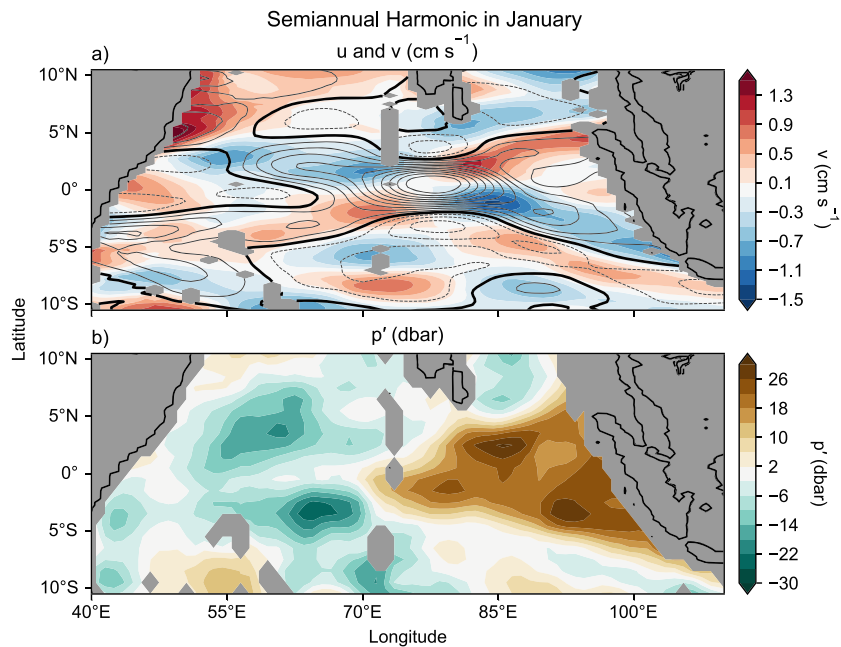 Semiannual Harmonic in January
a)
u and v (cm s⁻¹)
10°N
5°N
0°
5°S
10°S
1.3
0.9
0.5
0.1
−0.3
−0.7
−1.1
−1.5
v (cm s⁻¹)
Latitude
b)
p′ (dbar)
10°N
5°N
0°
5°S
10°S
40°E
55°E
70°E
85°E
100°E
Longitude
26
18
10
2
−6
−14
−22
−30
p′ (dbar)